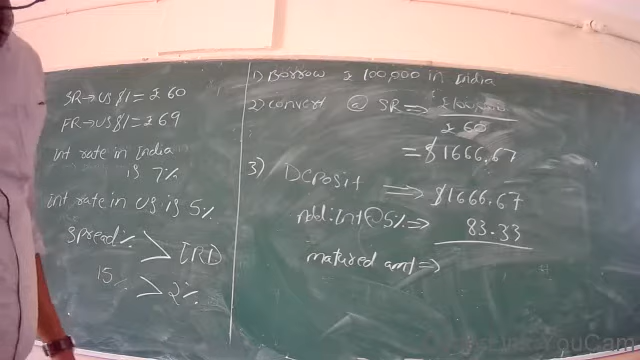 SR→US $1 = ₹ 60
FR→US $1 = ₹ 69
Int rate in India
is 7%
int rate in US is 5%
Spread% > IRD
15% > 2%
1) Borrow ₹ 100,000 in India
2) convert @ SR ⇒ ₹ 100,000
₹ 60
= $1666.67
3) Deposit ⇒ $1666.67
Add: Int @ 5% ⇒ 83.33
matured amt ⇒
YouCam